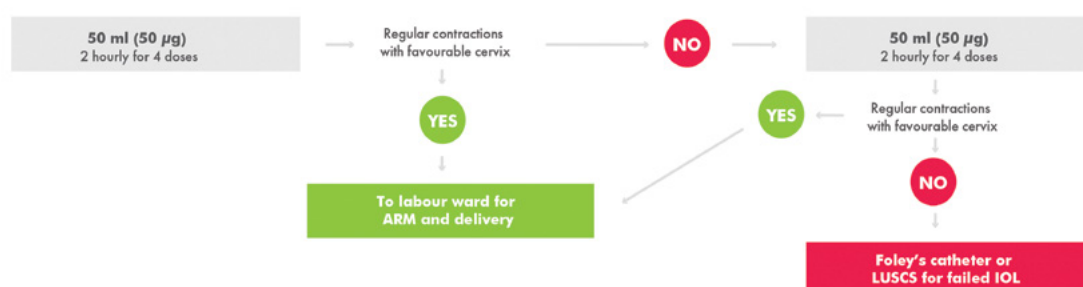 50 ml (50 µg)
2 hourly for 4 doses
Regular contractions
with favourable cervix
NO
50 ml (50 µg)
2 hourly for 4 doses
YES
YES
Regular contractions
with favourable cervix
NO
To labour ward for
ARM and delivery
Foley's catheter or
LUSCS for failed IOL